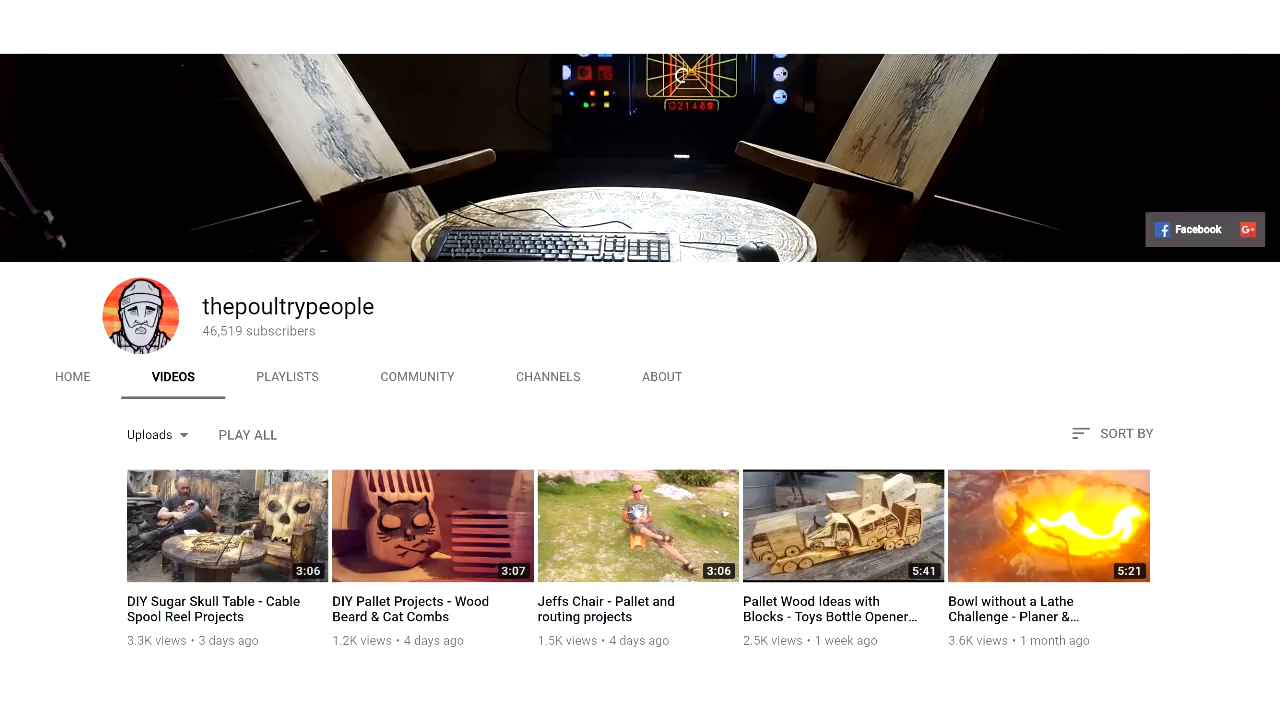 021468
TOSHIBA
Facebook
G+
thepoultrypeople
46,519 subscribers
HOME VIDEOS PLAYLISTS COMMUNITY CHANNELS ABOUT
Uploads PLAY ALL SORT BY
3:06 3:07 3:06 5:41 5:21
DIY Sugar Skull Table - Cable
Spool Reel Projects
3.3K views • 3 days ago
DIY Pallet Projects - Wood
Beard & Cat Combs
1.2K views • 4 days ago
Jeffs Chair - Pallet and
routing projects
1.5K views • 4 days ago
Pallet Wood Ideas with
Blocks - Toys Bottle Opener...
2.5K views • 1 week ago
Bowl without a Lathe
Challenge - Planer &...
3.6K views • 1 month ago